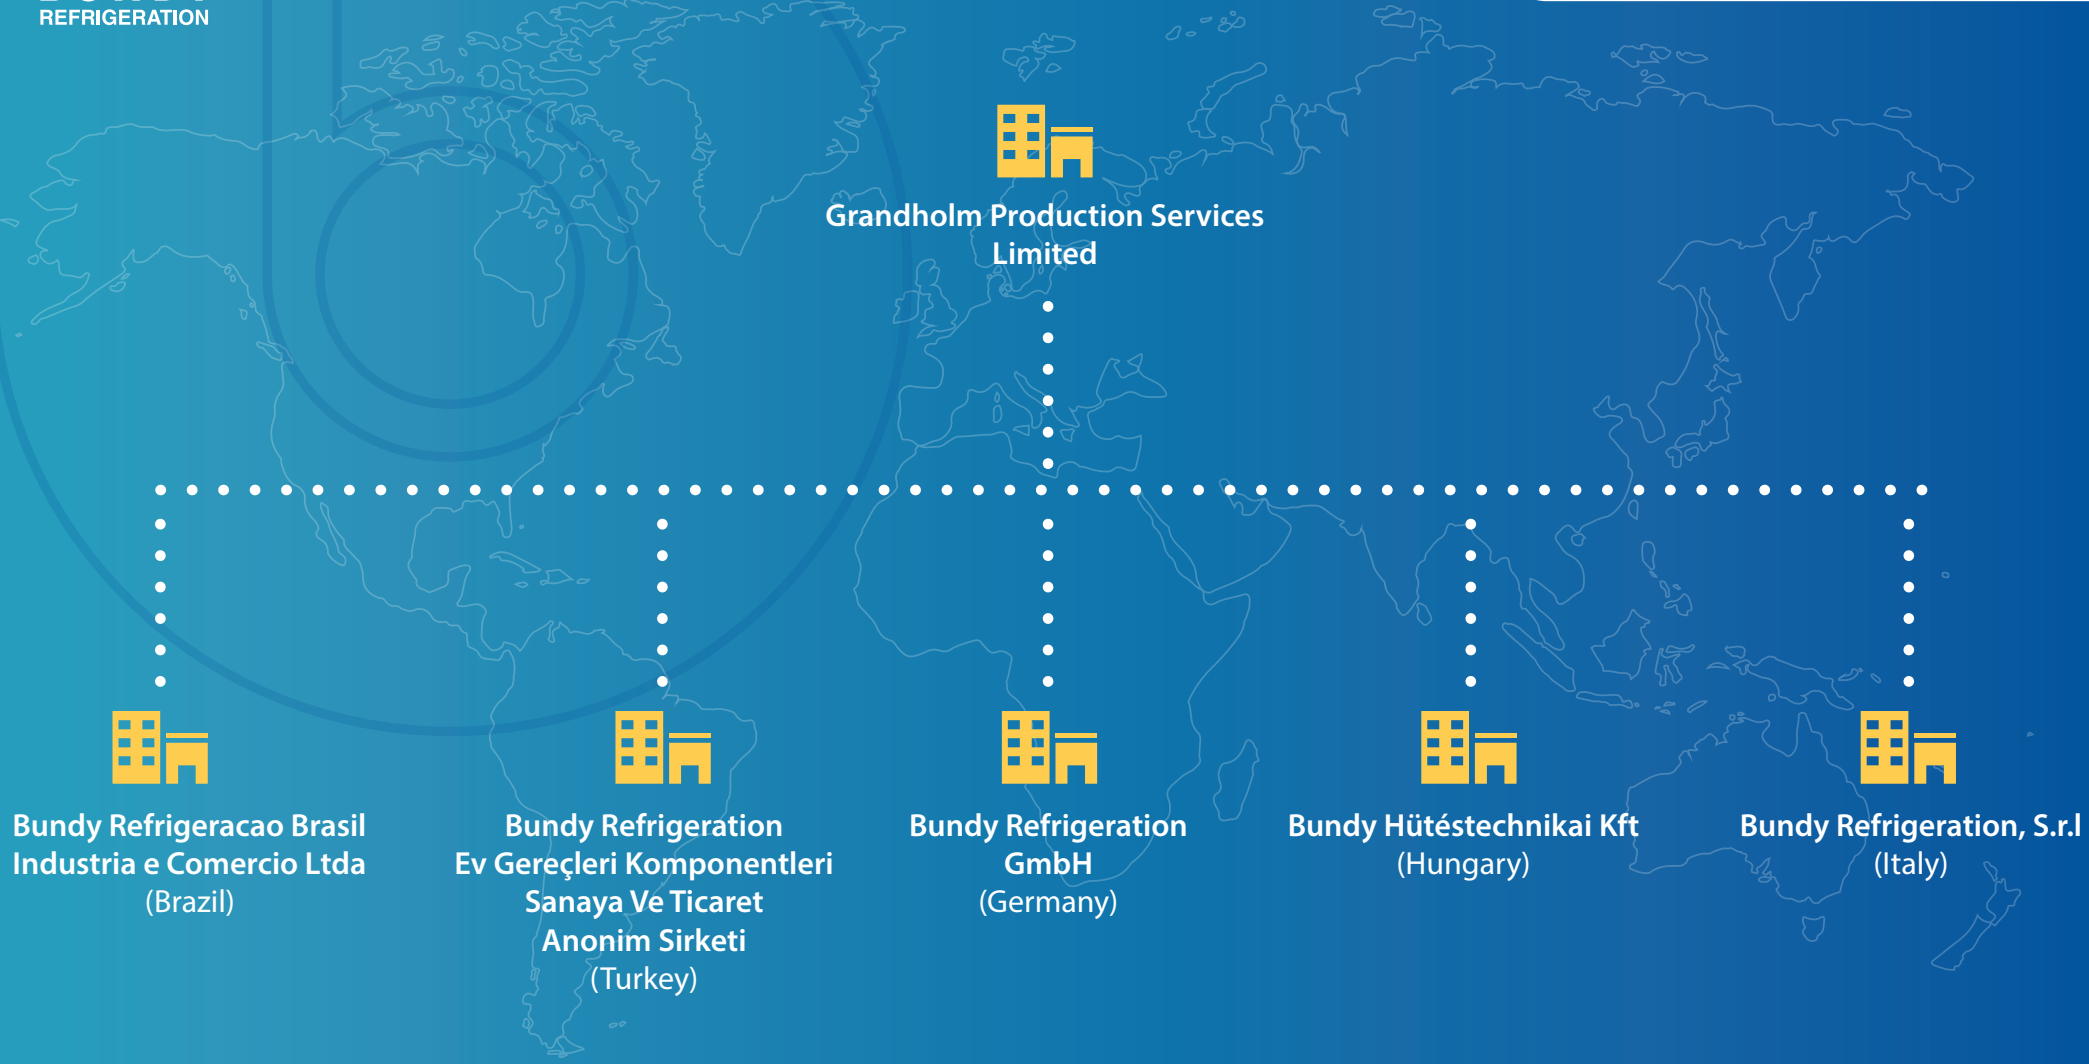 REFRIGERATION
Grandholm Production Services
Limited
Bundy Refrigeracao Brasil
Industria e Comercio Ltda
(Brazil)
Bundy Refrigeration
Ev Gereçleri Komponentleri
Sanaya Ve Ticaret
Anonim Sirketi
(Turkey)
Bundy Refrigeration
GmbH
(Germany)
Bundy Hütéstechnikai Kft
(Hungary)
Bundy Refrigeration, S.r.l
(Italy)